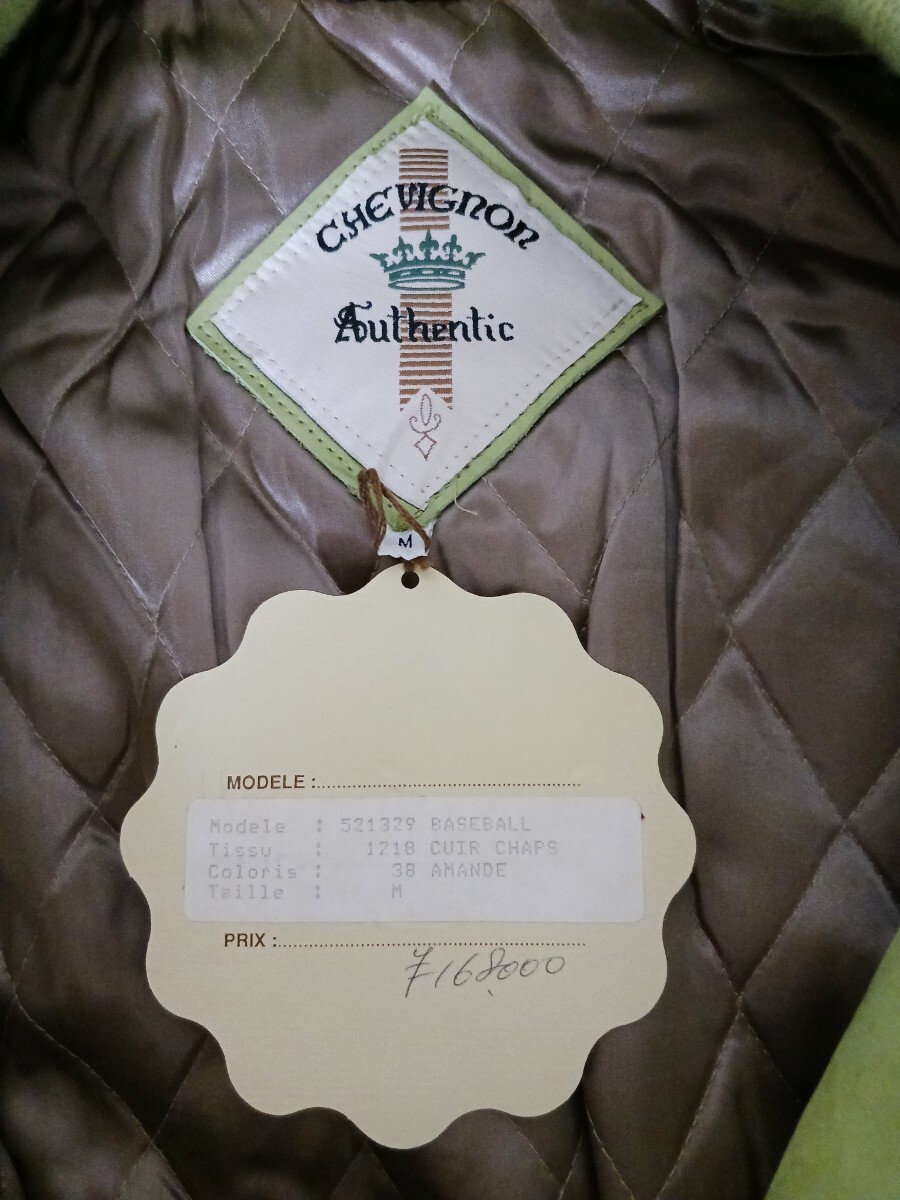 CHEVIGNON
Authentic
M
MODELE :
Modele : 521329 BASEBALL
Tissu : 1218 CUIR CHAPS
Coloris : 38 AMANDE
Taille : M
PRIX :
¥168,000